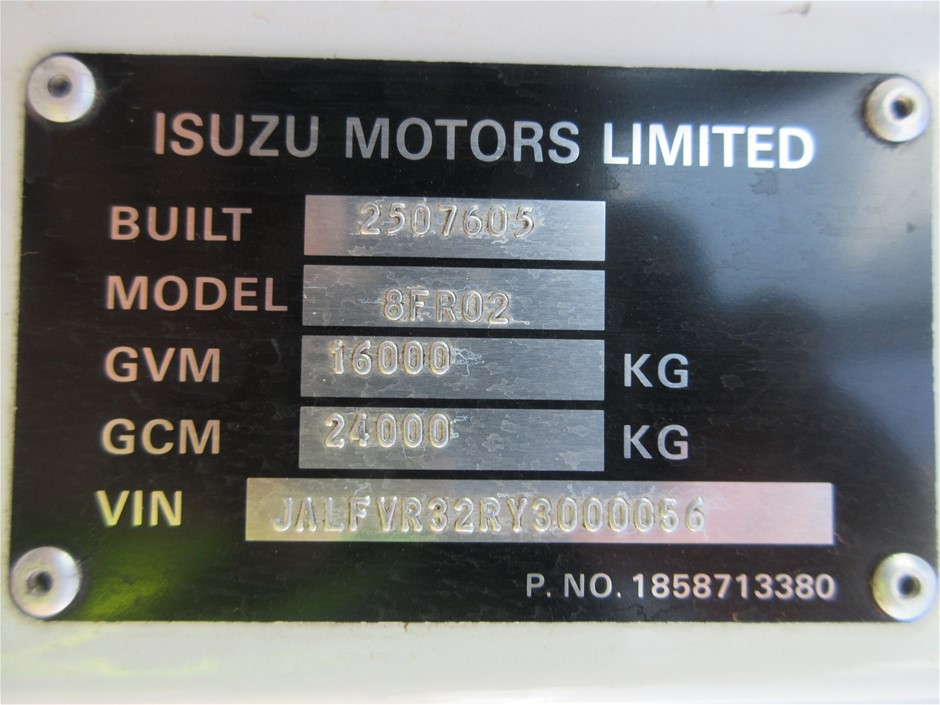 ISUZU MOTORS LIMITED
BUILT 2507605
MODEL 8FR02
GVM 16000 KG
GCM 24000 KG
VIN JALFVR32RY3000056
P. NO. 1858713380